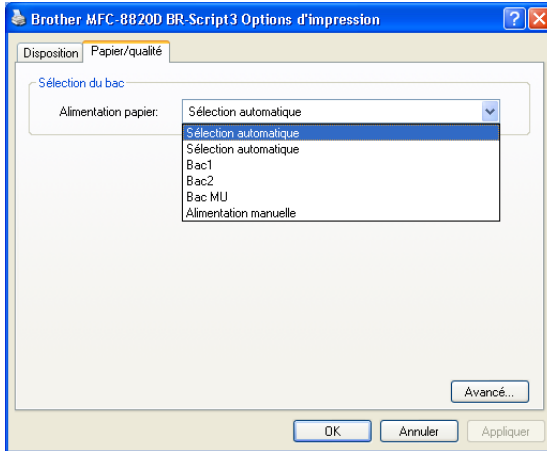 Brother MFC-8820D BR-Script3 Options d'impression
Disposition
Papier/qualité
Sélection du bac
Alimentation papier:
Sélection automatique
Sélection automatique
Sélection automatique
Bac1
Bac2
Bac MU
Alimentation manuelle
Avancé...
OK
Annuler
Appliquer